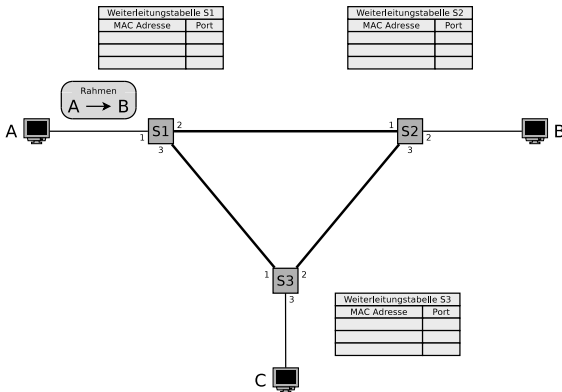 Weiterleitungstabelle S1
MAC Adresse Port
Weiterleitungstabelle S2
MAC Adresse Port
Rahmen
A B
A
1
S1
2
3
1
S2
2
3
B
1
S3
2
3
Weiterleitungstabelle S3
MAC Adresse Port
C